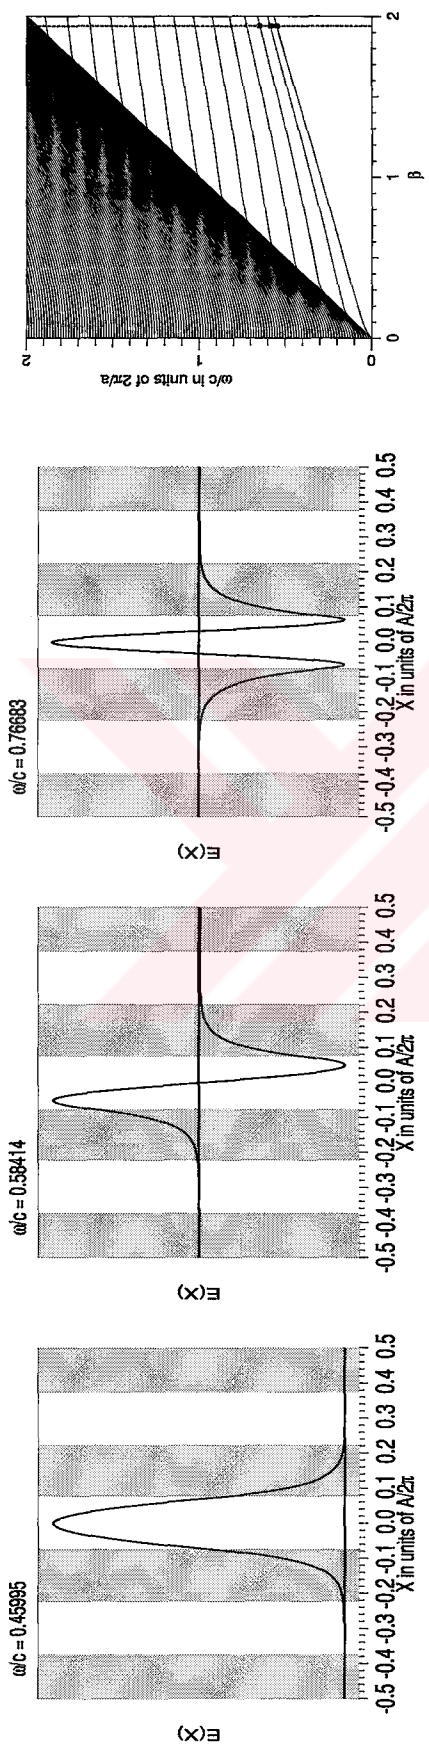 ω/c = 0.45995
E(X)
-0.5 -0.4 -0.3 -0.2 -0.1 0.0 0.1 0.2 0.3 0.4 0.5
X in units of A/2π
ω/c = 0.58414
E(X)
-0.5 -0.4 -0.3 -0.2 -0.1 0.0 0.1 0.2 0.3 0.4 0.5
X in units of A/2π
ω/c = 0.76683
E(X)
-0.5 -0.4 -0.3 -0.2 -0.1 0.0 0.1 0.2 0.3 0.4 0.5
X in units of A/2π
ω/c in units of 2π/a
2
1
0
0 1 2
β